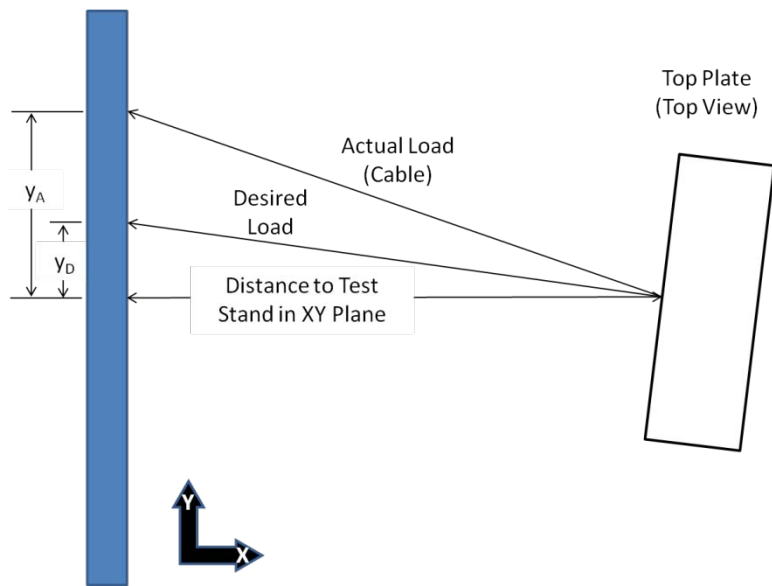 Top Plate
(Top View)
Actual Load
(Cable)
Desired
Load
yA
yD
Distance to Test
Stand in XY Plane
Y
X